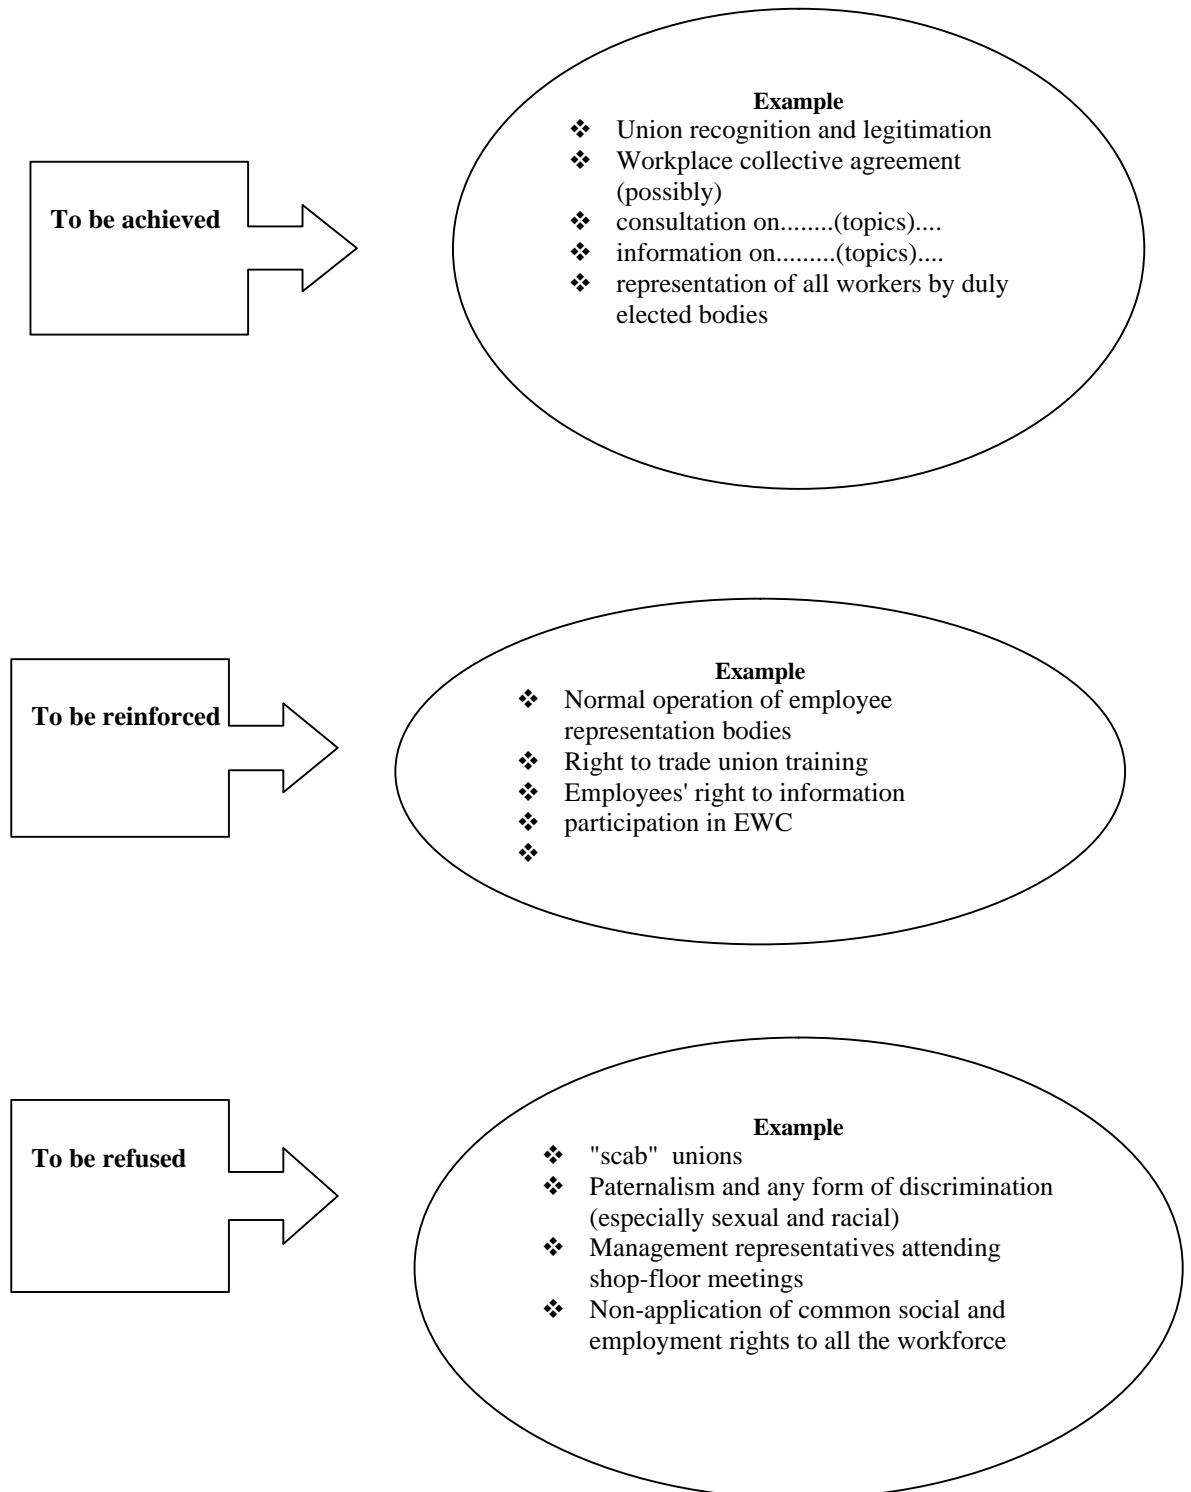 Example
❖ Union recognition and legitimation
❖ Workplace collective agreement
(possibly)
To be achieved
❖ consultation on........(topics)....
❖ information on.........(topics)....
❖ representation of all workers by duly
elected bodies
Example
❖ Normal operation of employee
representation bodies
To be reinforced
❖ Right to trade union training
❖ Employees' right to information
❖ participation in EWC
❖
Example
❖ "scab"  unions
To be refused
❖ Paternalism and any form of discrimination
(especially sexual and racial)
❖ Management representatives attending
shop-floor meetings
❖ Non-application of common social and
employment rights to all the workforce